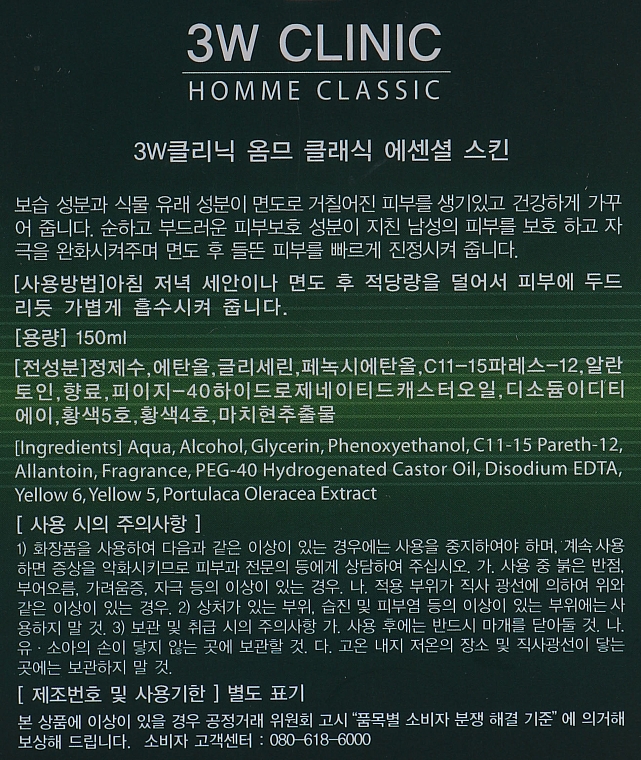 3W CLINIC
HOMME CLASSIC
3W클리닉 옴므 클래식 에센셜 스킨
보습 성분과 식물 유래 성분이 면도로 거칠어진 피부를 생기있고 건강하게 가꾸
어 줍니다. 순하고 부드러운 피부보호 성분이 지친 남성의 피부를 보호 하고 자
극을 완화시켜주며 면도 후 들뜬 피부를 빠르게 진정시켜 줍니다.
[사용방법]아침 저녁 세안이나 면도 후 적당량을 덜어서 피부에 두드
리듯 가볍게 흡수시켜 줍니다.
[용량] 150ml
[전성분]정제수,에탄올,글리세린,페녹시에탄올,C11-15파레스-12,알란
토인,향료,피이지-40하이드로제네이티드캐스터오일,디소듐이디티
에이,황색5호,황색4호,마치현추출물
[Ingredients] Aqua, Alcohol, Glycerin, Phenoxyethanol, C11-15 Pareth-12,
Allantoin, Fragrance, PEG-40 Hydrogenated Castor Oil, Disodium EDTA,
Yellow 6, Yellow 5, Portulaca Oleracea Extract
[ 사용 시의 주의사항 ]
1) 화장품을 사용하여 다음과 같은 이상이 있는 경우에는 사용을 중지하여야 하며, 계속 사용
하면 증상을 악화시키므로 피부과 전문의 등에게 상담하여 주십시오. 가. 사용 중 붉은 반점,
부어오름, 가려움증, 자극 등의 이상이 있는 경우. 나. 적용 부위가 직사 광선에 의하여 위와
같은 이상이 있는 경우. 2) 상처가 있는 부위, 습진 및 피부염 등의 이상이 있는 부위에는 사
용하지 말 것. 3) 보관 및 취급 시의 주의사항 가. 사용 후에는 반드시 마개를 닫아둘 것. 나.
유·소아의 손이 닿지 않는 곳에 보관할 것. 다. 고온 내지 저온의 장소 및 직사광선이 닿는
곳에는 보관하지 말 것.
[ 제조번호 및 사용기한 ] 별도 표기
본 상품에 이상이 있을 경우 공정거래 위원회 고시 "품목별 소비자 분쟁 해결 기준" 에 의거해
보상해 드립니다. 소비자 고객센터 : 080-618-6000